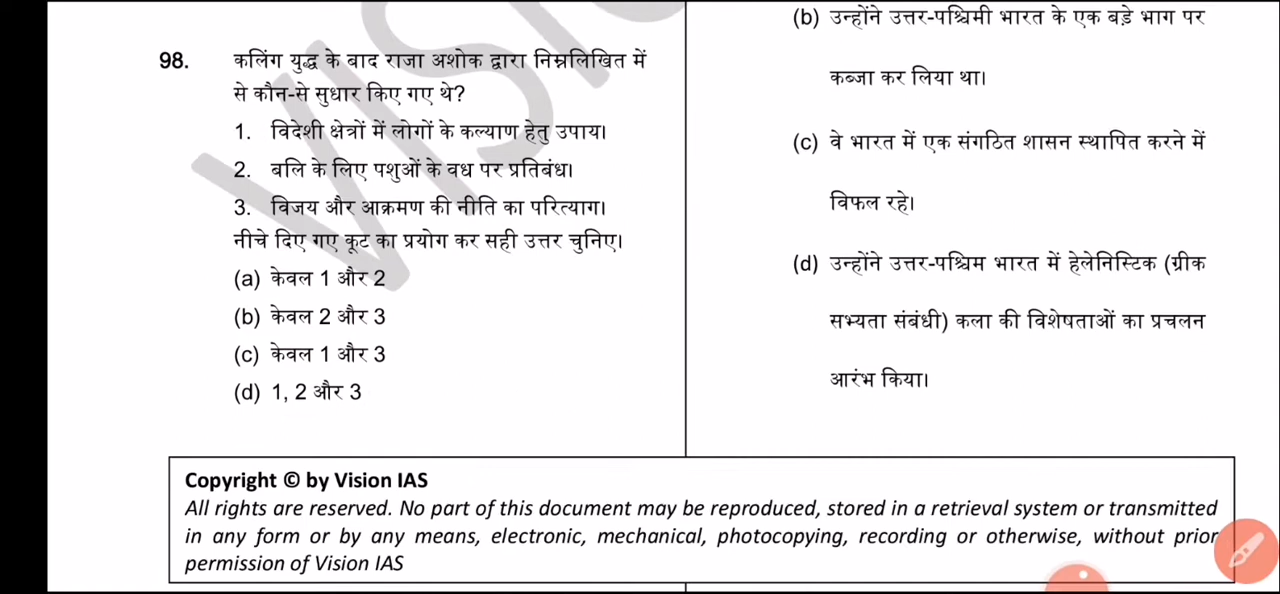 98. कलिंग युद्ध के बाद राजा अशोक द्वारा निम्नलिखित में
से कौन-से सुधार किए गए थे?
1. विदेशी क्षेत्रों में लोगों के कल्याण हेतु उपाय।
2. बलि के लिए पशुओं के वध पर प्रतिबंध।
3. विजय और आक्रमण की नीति का परित्याग।
नीचे दिए गए कूट का प्रयोग कर सही उत्तर चुनिए।
(a) केवल 1 और 2
(b) केवल 2 और 3
(c) केवल 1 और 3
(d) 1, 2 और 3
(b) उन्होंने उत्तर-पश्चिमी भारत के एक बड़े भाग पर
कब्जा कर लिया था।
(c) वे भारत में एक संगठित शासन स्थापित करने में
विफल रहे।
(d) उन्होंने उत्तर-पश्चिम भारत में हेलेनिस्टिक (ग्रीक
सभ्यता संबंधी) कला की विशेषताओं का प्रचलन
आरंभ किया।
Copyright © by Vision IAS
All rights are reserved. No part of this document may be reproduced, stored in a retrieval system or transmitted
in any form or by any means, electronic, mechanical, photocopying, recording or otherwise, without prior
permission of Vision IAS